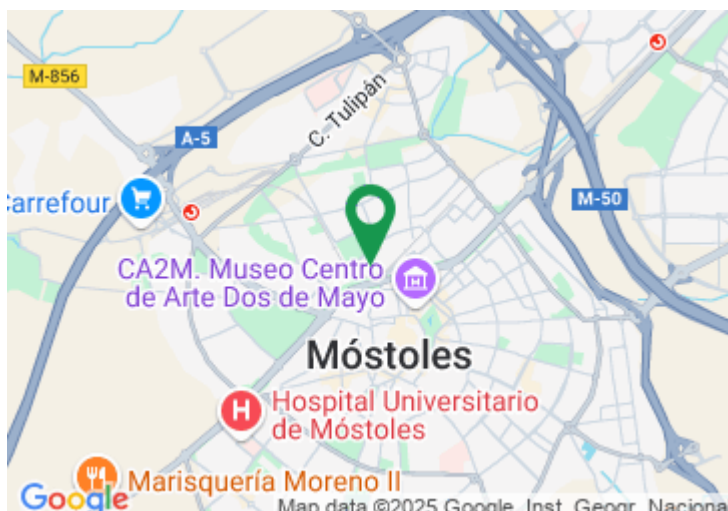 M-856
C. Tulipán
A-5
M-50
Carrefour
CA2M. Museo Centro
de Arte Dos de Mayo
Móstoles
H
Hospital Universitario
de Móstoles
Marisquería Moreno II
Google
Map data ©2025 Google, Inst. Geogr. Naciona